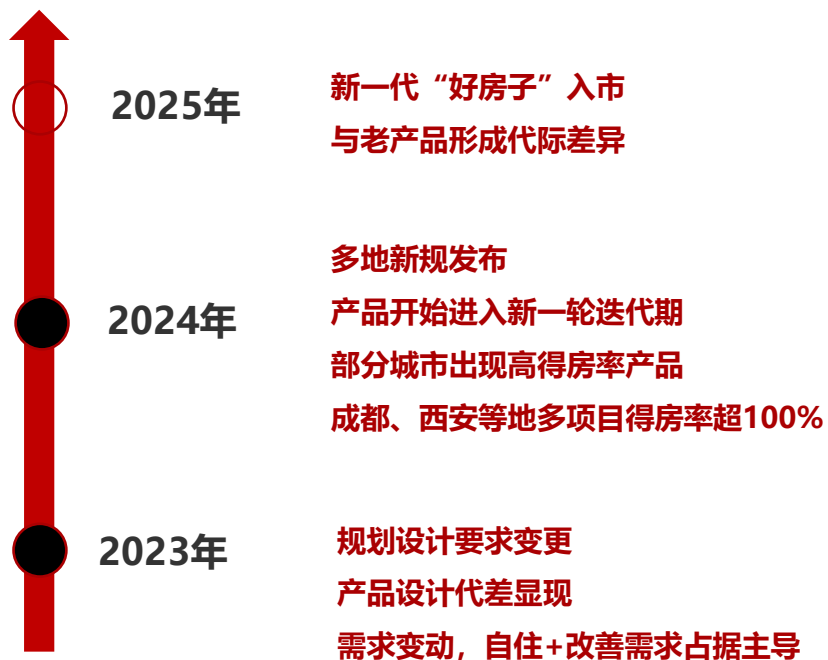 2025年
新一代“好房子”入市
与老产品形成代际差异
2024年
多地新规发布
产品开始进入新一轮迭代期
部分城市出现高得房率产品
成都、西安等地多项目得房率超100%
2023年
规划设计要求变更
产品设计代差显现
需求变动，自住+改善需求占据主导